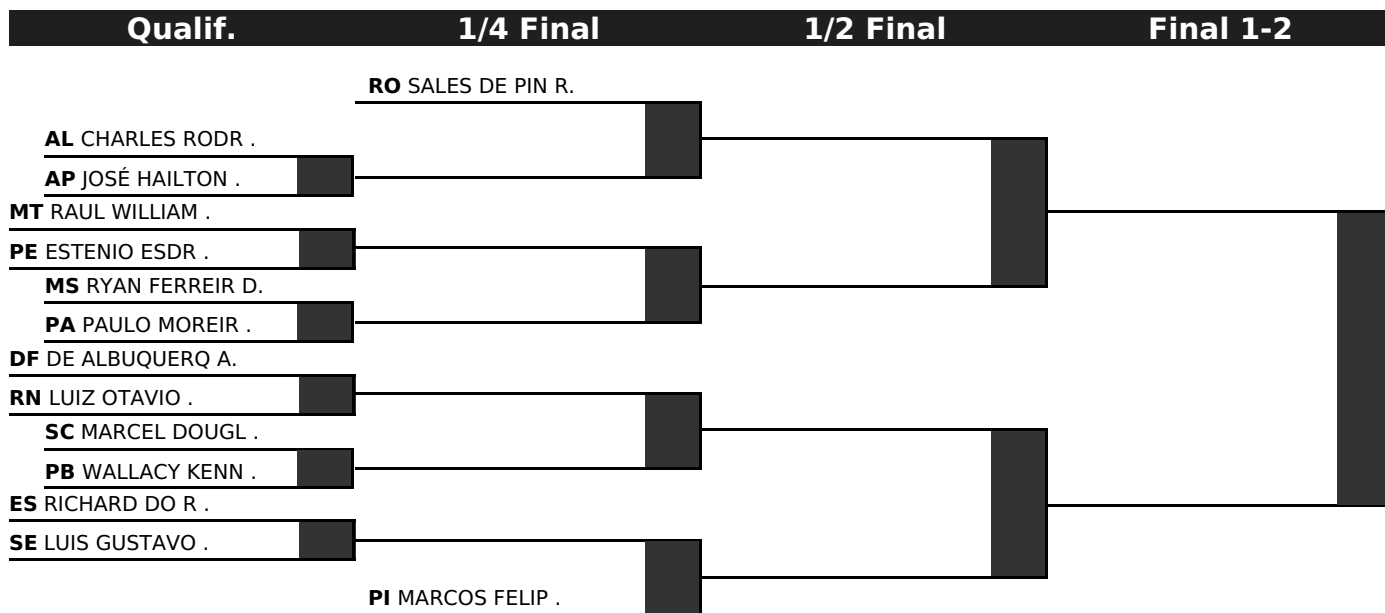 Qualif. 1/4 Final 1/2 Final Final 1-2
RO SALES DE PIN R.
AL CHARLES RODR .
AP JOSÉ HAILTON .
MT RAUL WILLIAM .
PE ESTENIO ESDR .
MS RYAN FERREIR D.
PA PAULO MOREIR .
DF DE ALBUQUERQ A.
RN LUIZ OTAVIO .
SC MARCEL DOUGL .
PB WALLACY KENN .
ES RICHARD DO R .
SE LUIS GUSTAVO .
PI MARCOS FELIP .